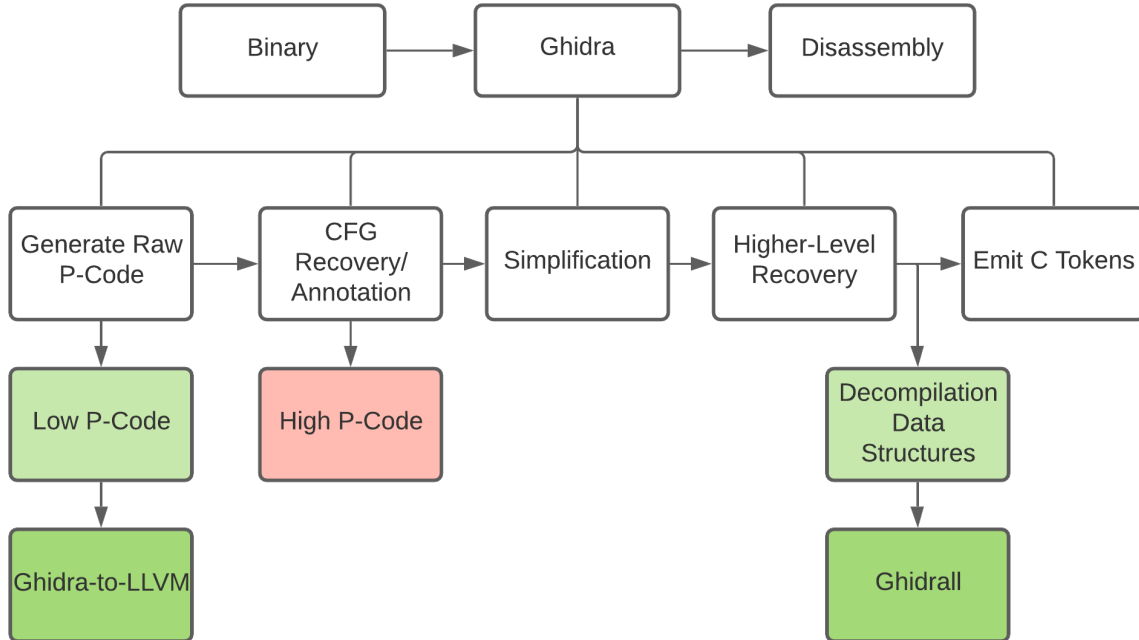 Binary
Ghidra
Disassembly
Generate Raw
P-Code
CFG
Recovery/
Annotation
Simplification
Higher-Level
Recovery
Emit C Tokens
Low P-Code
High P-Code
Decompilation
Data
Structures
Ghidra-to-LLVM
Ghidrall